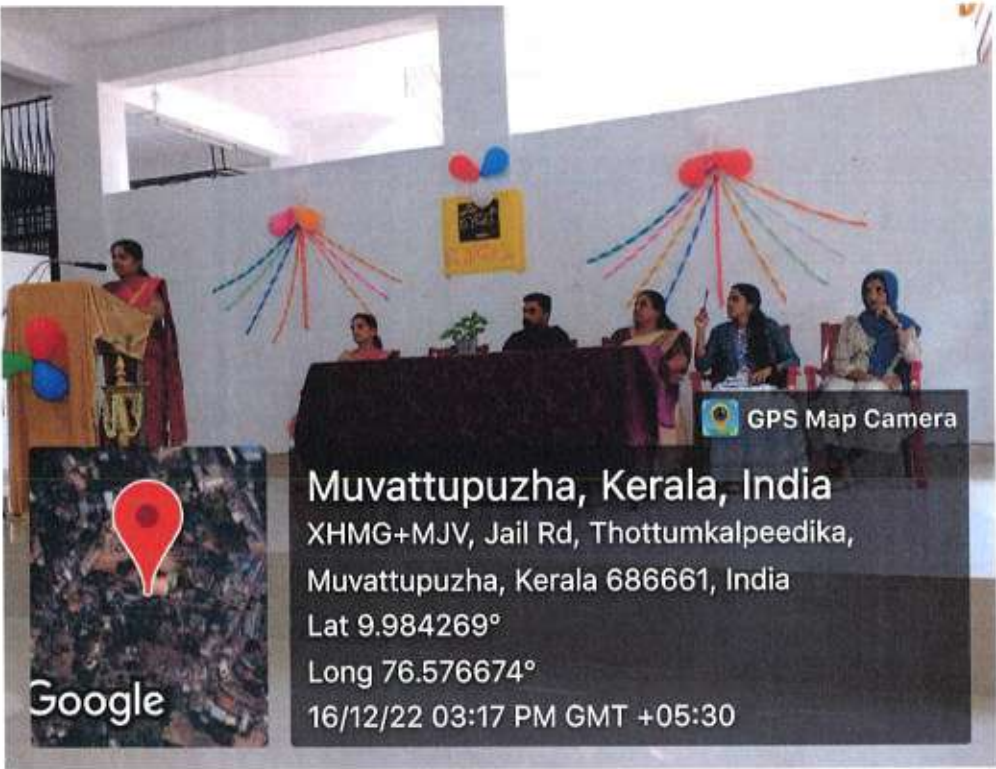 GPS Map Camera
Muvattupuzha, Kerala, India
XHMG+MJV, Jail Rd, Thottumkalpeedika,
Muvattupuzha, Kerala 686661, India
Lat 9.984269°
Long 76.576674°
16/12/22 03:17 PM GMT +05:30
Google